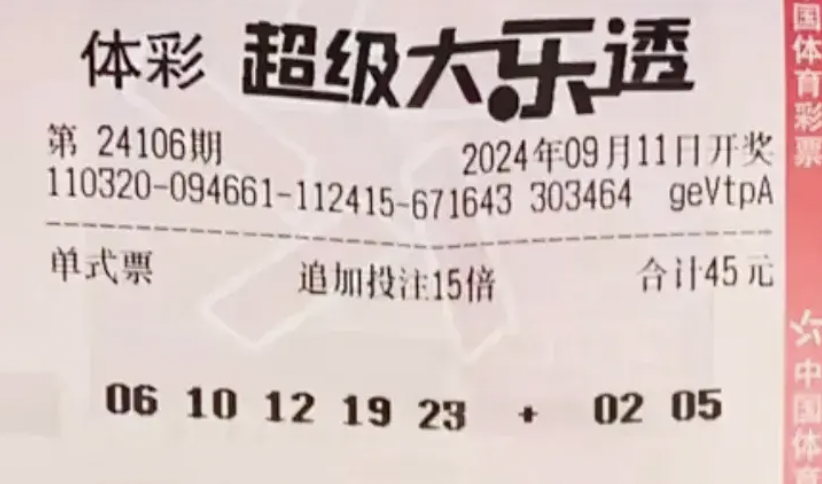 体彩 超级大乐透
第 24106期 2024年09月11日开奖
110320-094661-112415-671643 303464 geVtpA
单式票 追加投注15倍 合计45元
06 10 12 19 23 + 02 05
国体育彩票
中国体育